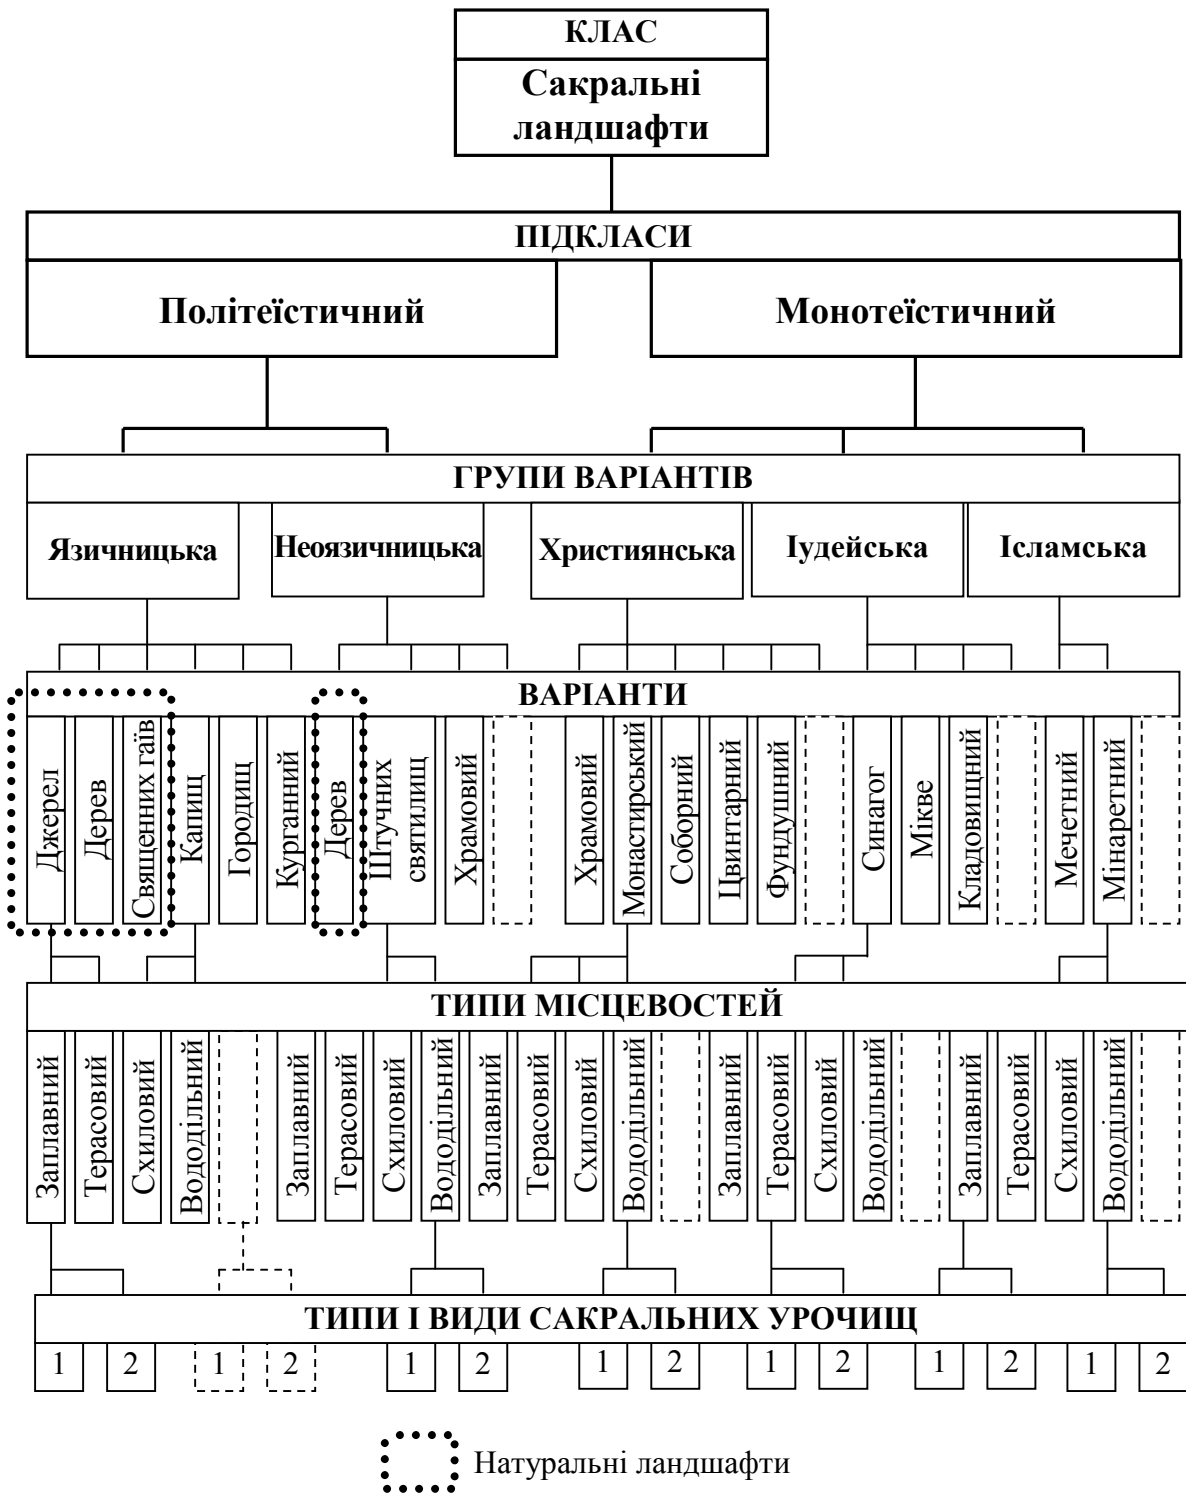 КЛАС
Сакральні
ландшафти
ПІДКЛАСИ
Політеїстичний
Монотеїстичний
ГРУПИ ВАРІАНТІВ
Язичницька
Неоязичницька
Християнська
Іудейська
Ісламська
ВАРІАНТИ
Джерел
Дерев
Священних гаїв
Капищ
Городищ
Курганний
Дерев
Штучних
святилищ
Храмовий
Храмовий
Монастирський
Соборний
Цвинтарний
Фундушний
Синагог
Мікве
Кладовищний
Мечетний
Мінаретний
ТИПИ МІСЦЕВОСТЕЙ
Заплавний
Терасовий
Схиловий
Вододільний
Заплавний
Терасовий
Схиловий
Вододільний
Заплавний
Терасовий
Схиловий
Вододільний
Заплавний
Терасовий
Схиловий
Вододільний
Заплавний
Терасовий
Схиловий
Вододільний
ТИПИ І ВИДИ САКРАЛЬНИХ УРОЧИЩ
1 2 1 2 1 2 1 2 1 2 1 2 1 2
Натуральні ландшафти